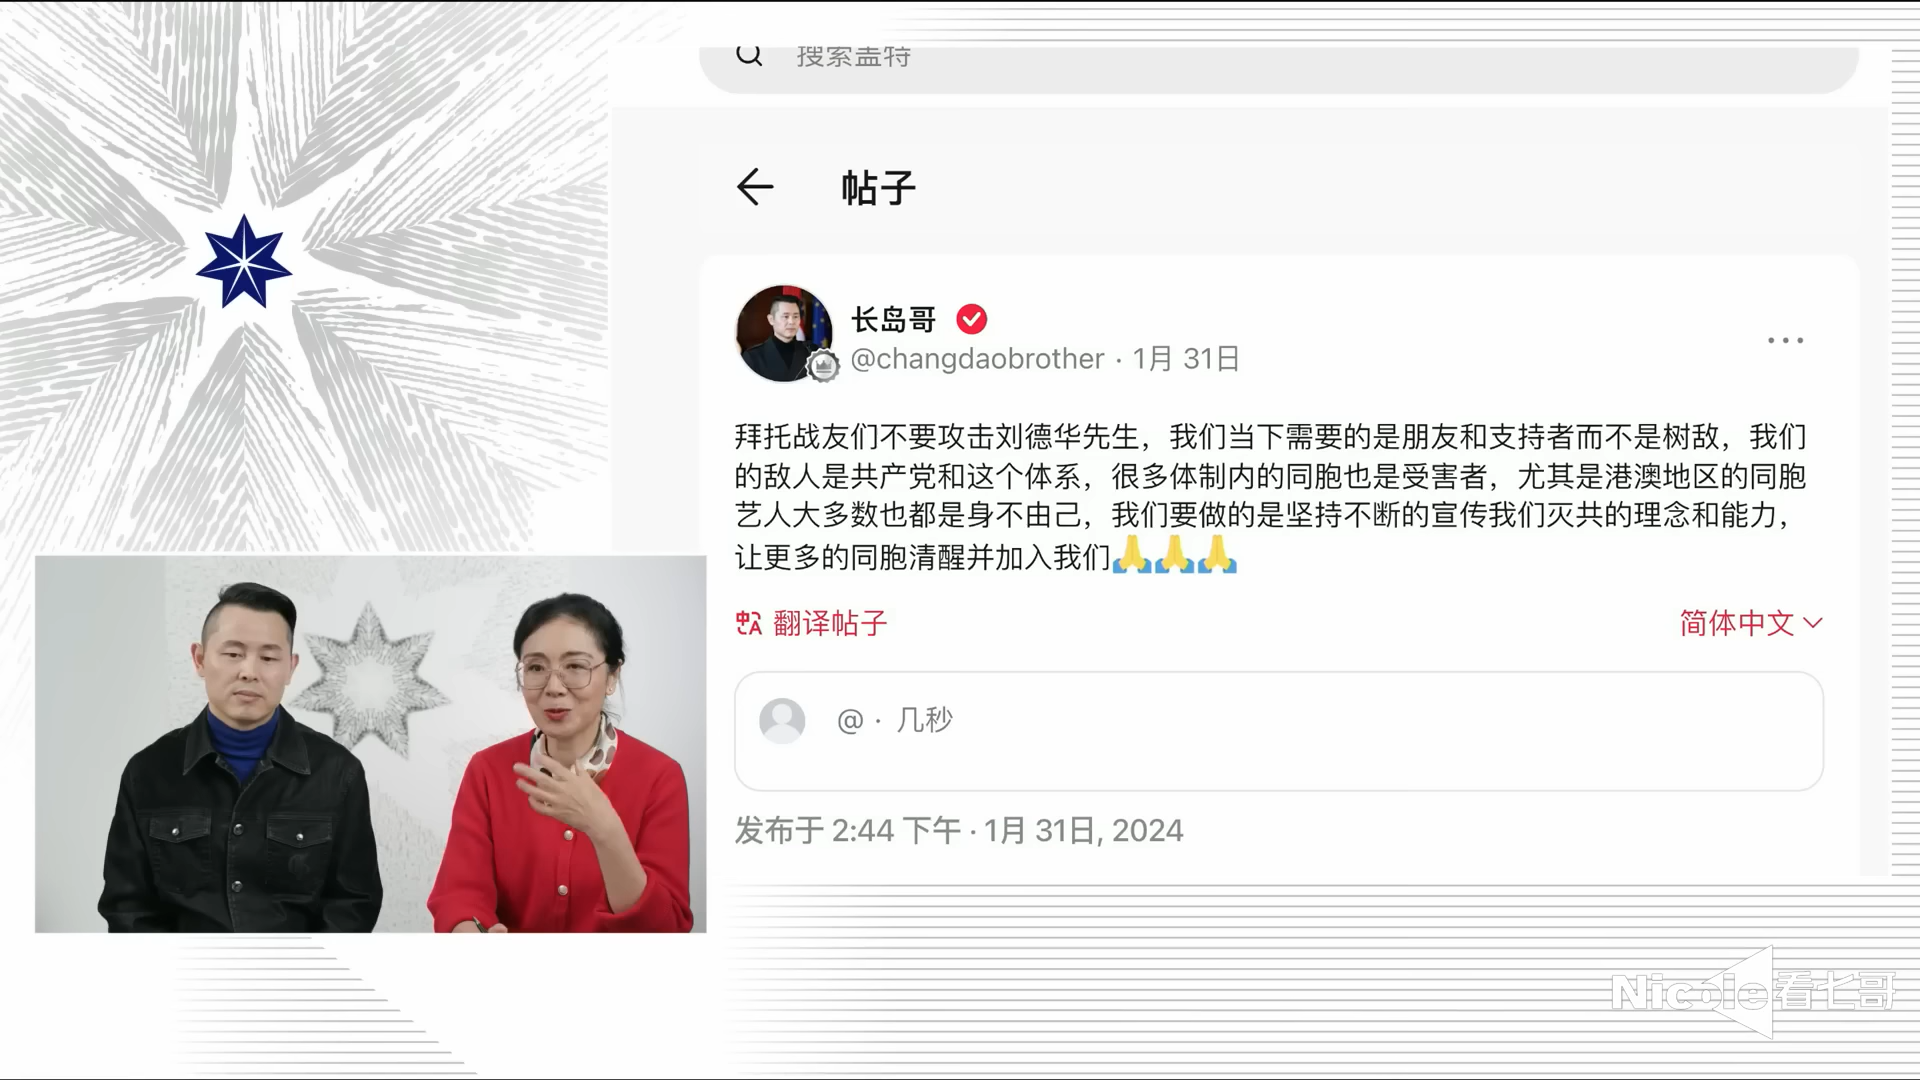 搜索盖特
帖子
长岛哥
@changdaobrother · 1月 31日
拜托战友们不要攻击刘德华先生，我们当下需要的是朋友和支持者而不是树敌，我们
的敌人是共产党和这个体系，很多体制内的同胞也是受害者，尤其是港澳地区的同胞
艺人大多数也都是身不由己，我们要做的是坚持不断的宣传我们灭共的理念和能力，
让更多的同胞清醒并加入我们🙏🙏🙏
翻译帖子
简体中文
@ · 几秒
发布于 2:44 下午 · 1月 31日, 2024
Nicole看七哥